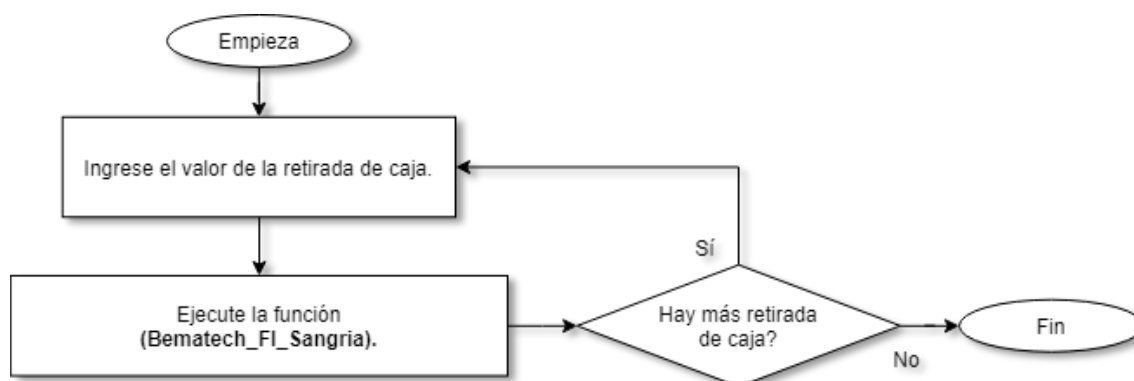 Empieza
Ingrese el valor de la retirada de caja.
Ejecute la función
(Bematech_FI_Sangria).
Sí
Hay más retirada
de caja?
No
Fin